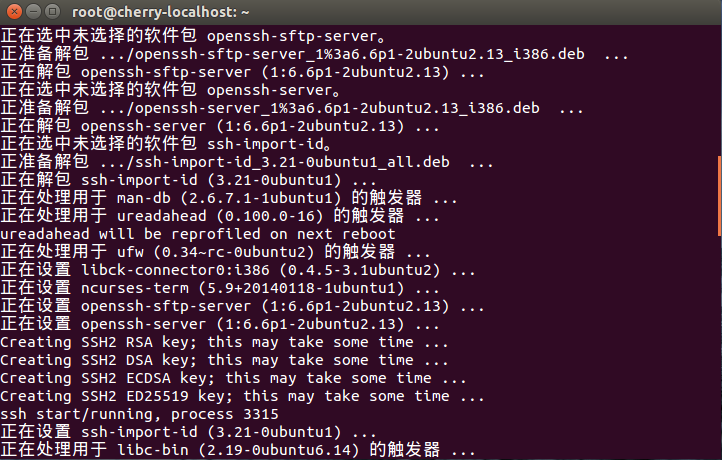 root@cherry-localhost: ~
正在选中未选择的软件包 openssh-sftp-server。
正准备解包 .../openssh-sftp-server_1%3a6.6p1-2ubuntu2.13_i386.deb  ...
正在解包 openssh-sftp-server (1:6.6p1-2ubuntu2.13) ...
正在选中未选择的软件包 openssh-server。
正准备解包 .../openssh-server_1%3a6.6p1-2ubuntu2.13_i386.deb  ...
正在解包 openssh-server (1:6.6p1-2ubuntu2.13) ...
正在选中未选择的软件包 ssh-import-id。
正准备解包 .../ssh-import-id_3.21-0ubuntu1_all.deb  ...
正在解包 ssh-import-id (3.21-0ubuntu1) ...
正在处理用于 man-db (2.6.7.1-1ubuntu1) 的触发器 ...
正在处理用于 ureadahead (0.100.0-16) 的触发器 ...
ureadahead will be reprofiled on next reboot
正在处理用于 ufw (0.34~rc-0ubuntu2) 的触发器 ...
正在设置 libck-connector0:i386 (0.4.5-3.1ubuntu2) ...
正在设置 ncurses-term (5.9+20140118-1ubuntu1) ...
正在设置 openssh-sftp-server (1:6.6p1-2ubuntu2.13) ...
正在设置 openssh-server (1:6.6p1-2ubuntu2.13) ...
Creating SSH2 RSA key; this may take some time ...
Creating SSH2 DSA key; this may take some time ...
Creating SSH2 ECDSA key; this may take some time ...
Creating SSH2 ED25519 key; this may take some time ...
ssh start/running, process 3315
正在设置 ssh-import-id (3.21-0ubuntu1) ...
正在处理用于 libc-bin (2.19-0ubuntu6.14) 的触发器 ...